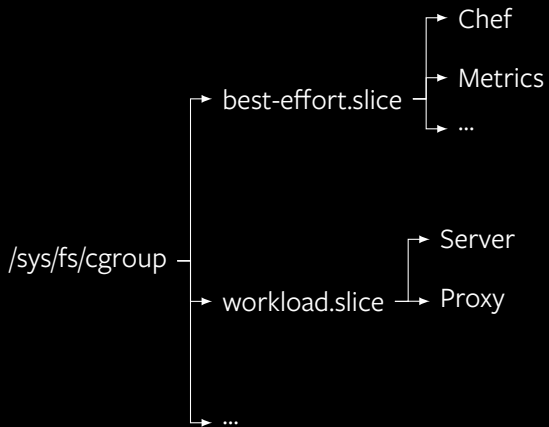 Chef
best-effort.slice
Metrics
...
/sys/fs/cgroup
Server
workload.slice
Proxy
...